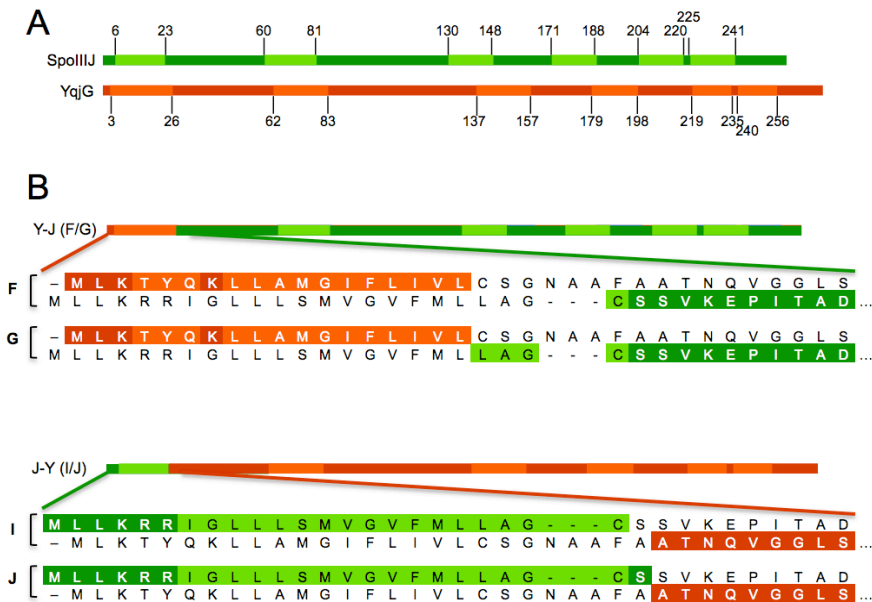 A
6 23 60 81 130 148 171 188 204 220 225 241
SpoIIIJ
YqjG
3 26 62 83 137 157 179 198 219 235 240 256
B
Y-J (F/G)
F
– M L K T Y Q K L L A M G I F L I V L C S G N A A F A A T N Q V G G L S
M L L K R R I G L L L S M V G V F M L L A G - - - C S S V K E P I T A D ...
G
– M L K T Y Q K L L A M G I F L I V L C S G N A A F A A T N Q V G G L S
M L L K R R I G L L L S M V G V F M L L A G - - - C S S V K E P I T A D ...
J-Y (I/J)
I
M L L K R R I G L L L S M V G V F M L L A G - - - C S S V K E P I T A D
– M L K T Y Q K L L A M G I F L I V L C S G N A A F A A T N Q V G G L S ...
J
M L L K R R I G L L L S M V G V F M L L A G - - - C S S V K E P I T A D
– M L K T Y Q K L L A M G I F L I V L C S G N A A F A A T N Q V G G L S ...